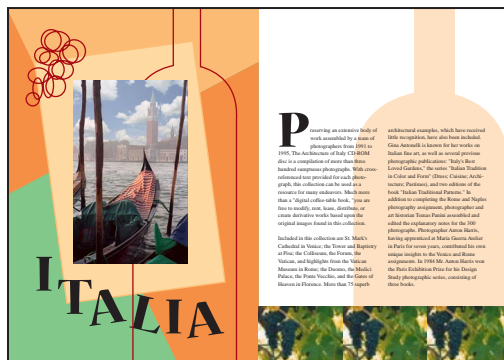 ITALIA
Preserving an extensive body of
work assembled by a team of
photographers from 1991 to
1995, The Architecture of Italy CD-ROM
disc is a compilation of more than three
hundred sumptuous photographs. With cross-
referenced text provided for each photo-
graph, this collection can be used as a
resource for many endeavors. Much more
than a "digital coffee-table book," you are
free to modify, rent, lease, distribute, or
create derivative works based upon the
original images found in this collection.
Included in this collection are St. Mark's
Cathedral in Venice; the Tower and Baptistry
at Pisa; the Coliseum, the Forum, the
Vatican, and highlights from the Vatican
Museum in Rome; the Duomo, the Medici
Palace, the Ponte Vecchio, and the Gates of
Heaven in Florence. More than 75 superb
architectural examples, which have received
little recognition, have also been included.
Gina Antonelli is known for her works on
Italian fine art, as well as several previous
photographic publications: "Italy's Best
Loved Gardens," the series "Italian Tradition
in Color and Form" (Dress; Cuisine; Archi-
tecture; Pastimes), and two editions of the
book "Italian Traditional Patterns." In
addition to completing the Rome and Naples
photography assignment, photographer and
art historian Tomas Panini assembled and
edited the explanatory notes for the 300
photographs. Photographer Anton Harris,
having apprenticed at Maria Guerra Atelier
in Paris for seven years, contributed his own
unique insights to the Venice and Rome
assignments. In 1984 Mr. Anton Harris won
the Paris Exhibition Prize for his Design
Study photographic series, consisting of
three books.